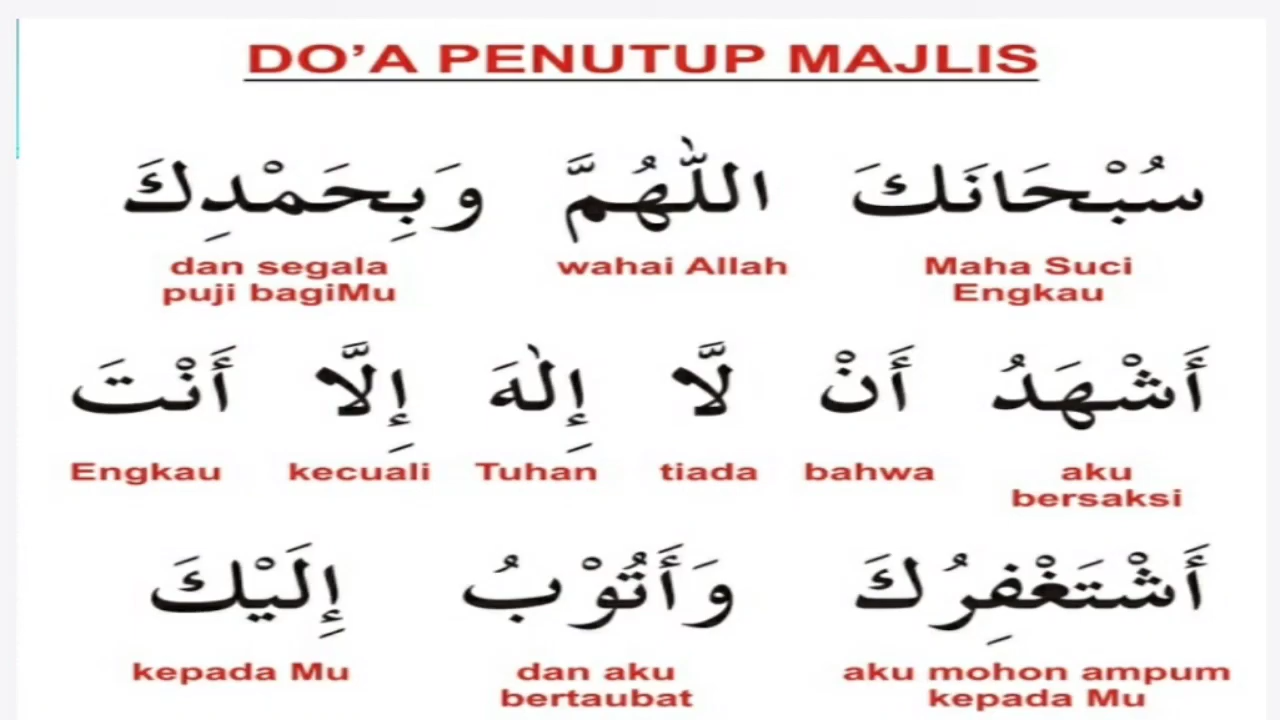 DO'A PENUTUP MAJLIS
سُبْحَانَكَ اللّٰهُمَّ وَبِحَمْدِكَ
Maha Suci Engkau wahai Allah dan segala puji bagiMu
أَشْهَدُ أَنْ لَّا إِلٰهَ إِلَّا أَنْتَ
aku bersaksi bahwa tiada Tuhan kecuali Engkau
أَشْتَغْفِرُكَ وَأَتُوْبُ إِلَيْكَ
aku mohon ampum kepada Mu dan aku bertaubat kepada Mu